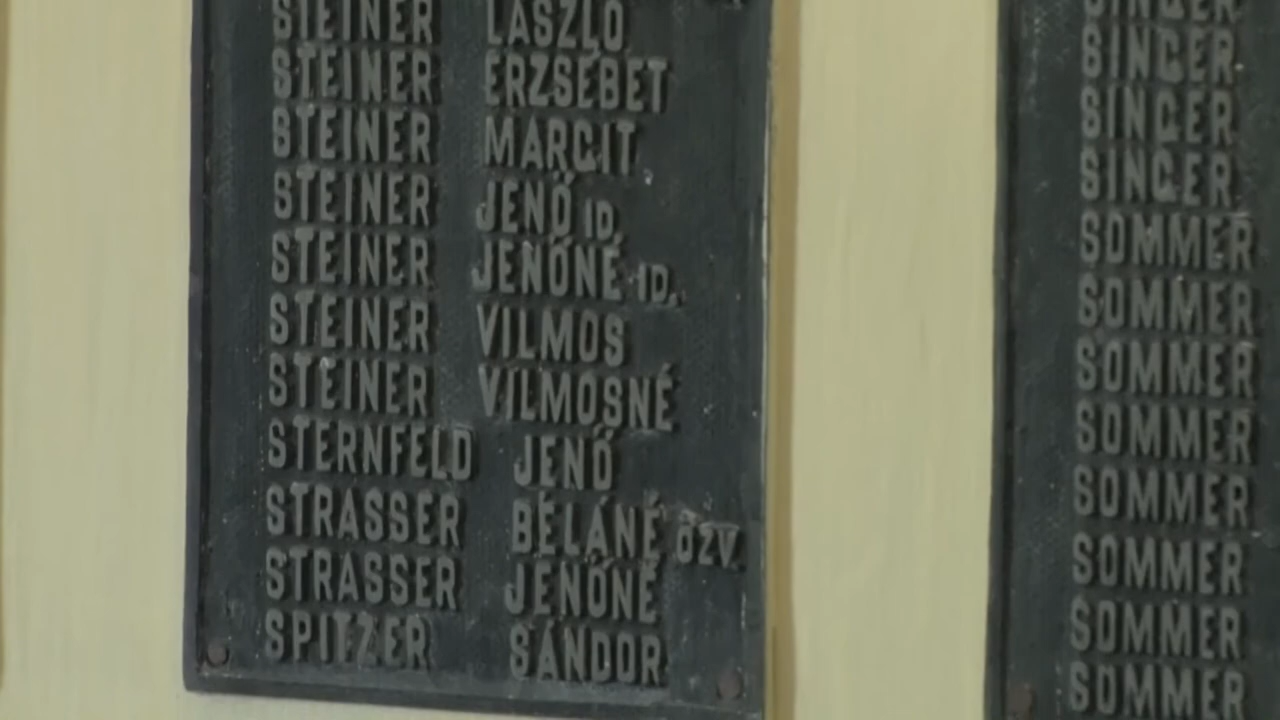 STEINER LÁSZLÓ
STEINER ERZSÉBET
STEINER MARGIT
STEINER JENŐ ID.
STEINER JENŐNÉ ID.
STEINER VILMOS
STEINER VILMOSNÉ
STERNFELD JENŐ
STRASSER BÉLÁNÉ ÖZV.
STRASSER JENŐNÉ
SPITZER SÁNDOR
SINGER
SINGER
SINGER
SINGER
SOMMER
SOMMER
SOMMER
SOMMER
SOMMER
SOMMER
SOMMER
SOMMER